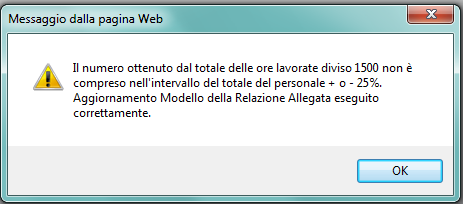 Messaggio dalla pagina Web
Il numero ottenuto dal totale delle ore lavorate diviso 1500 non è
compreso nell'intervallo del totale del personale + o - 25%.
Aggiornamento Modello della Relazione Allegata eseguito
correttamente.
OK